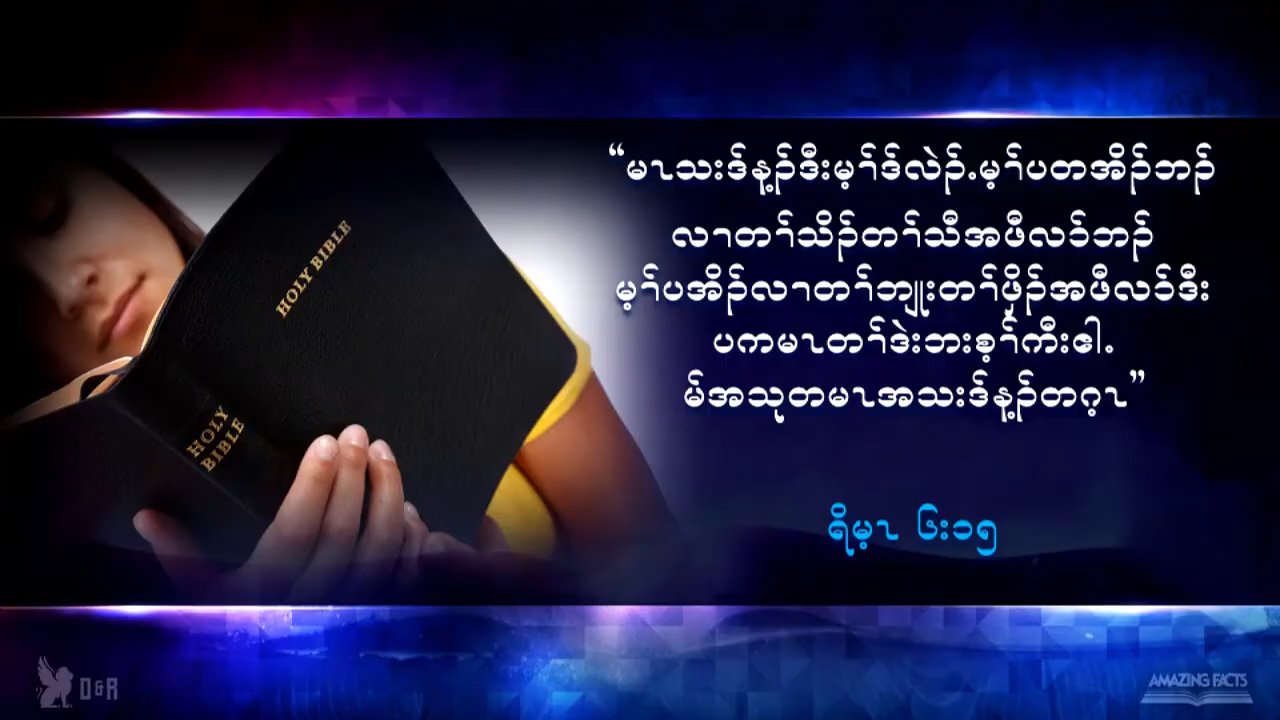 “မၤသးဒ်န့ၣ်ဒီးမ့ၢ်ဒ်လဲၣ်.မ့ၢ်ပတအိၣ်ဘၣ်
လၢတၢ်သိၣ်တၢ်သီအဖီလာ်ဘၣ်
မ့ၢ်ပအိၣ်လၢတၢ်ဘျုးတၢ်ဖှိၣ်အဖီလာ်ဒီး
ပကမၤတၢ်ဒဲးဘးစ့ၢ်ကီးဧါ.
မ်အသုတမၤအသးဒ်န့ၣ်တဂ့ၤ”
ရိမ့ၤ ၆း၁၅
HOLY BIBLE
HOLY
BIBLE
D&R
AMAZING FACTS